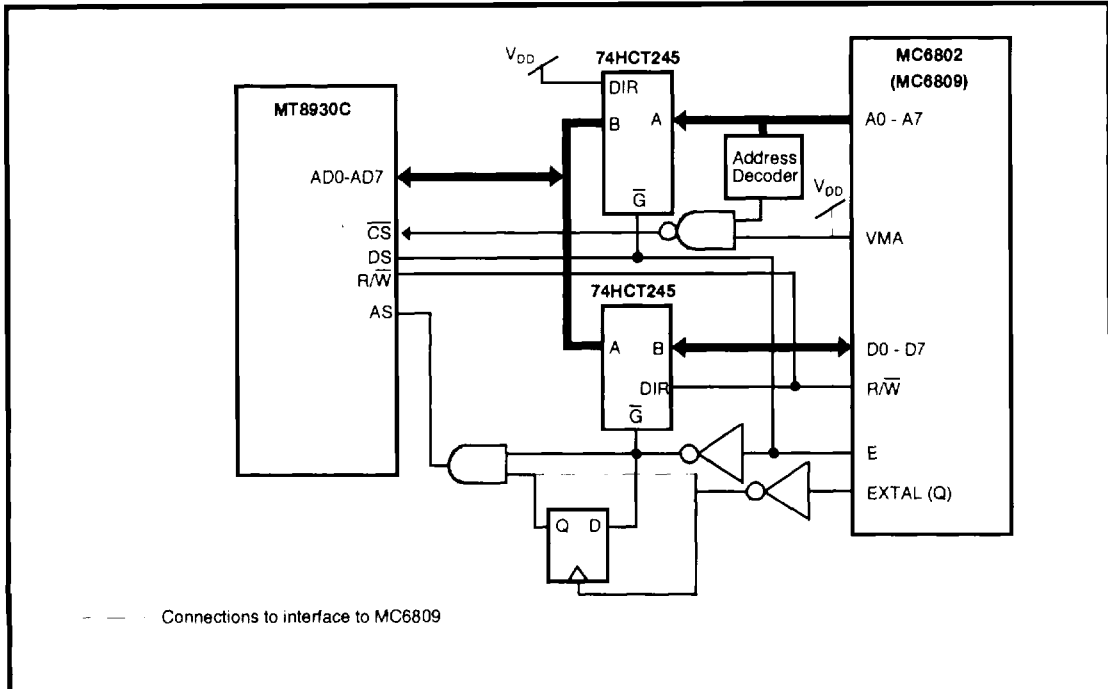 MT8930C
AD0-AD7
C̅S̅
DS
R/W̅
AS
V_DD
74HCT245
DIR
B
A
G̅
Address
Decoder
V_DD
74HCT245
A
B
DIR
G̅
Q
D
MC6802
(MC6809)
A0 - A7
VMA
D0 - D7
R/W̅
E
EXTAL (Q)
Connections to interface to MC6809